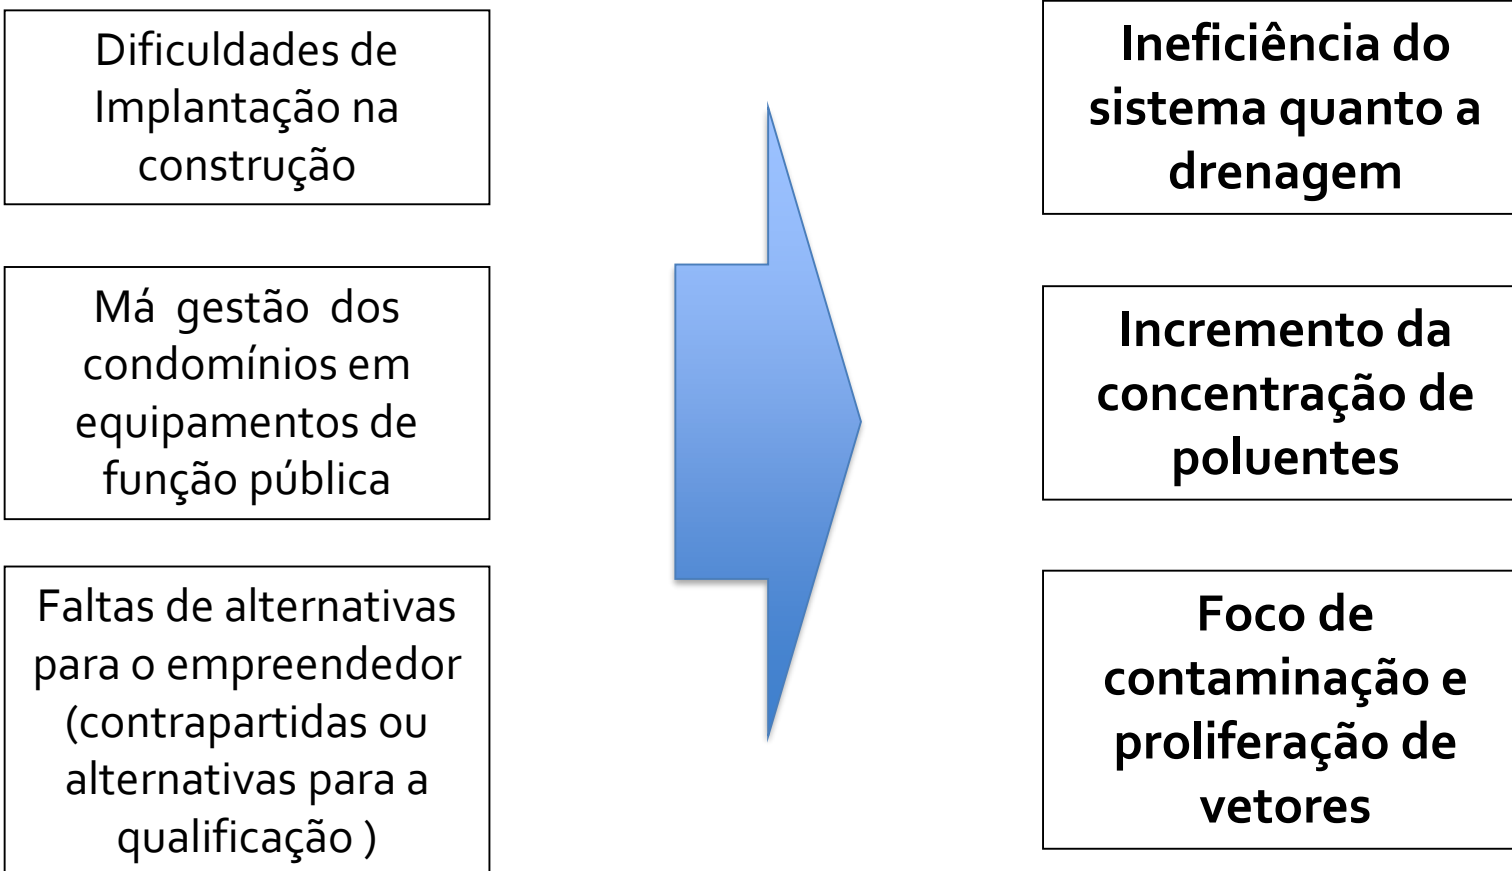 Dificuldades de
Implantação na
construção
Má gestão dos
condomínios em
equipamentos de
função pública
Faltas de alternativas
para o empreendedor
(contrapartidas ou
alternativas para a
qualificação )
Ineficiência do
sistema quanto a
drenagem
Incremento da
concentração de
poluentes
Foco de
contaminação e
proliferação de
vetores